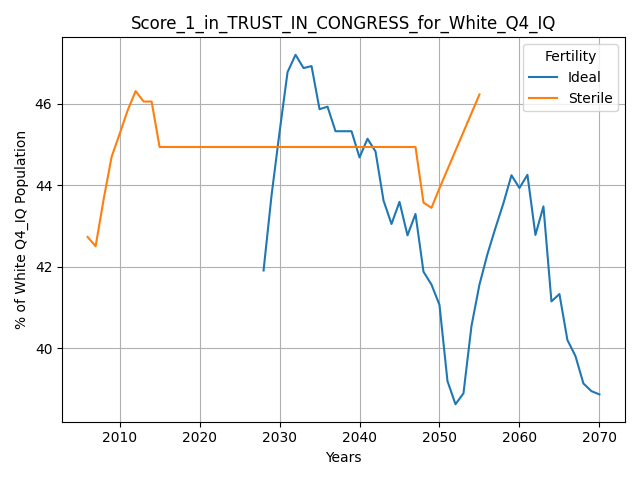 Score_1_in_TRUST_IN_CONGRESS_for_White_Q4_IQ
% of White Q4_IQ Population
46
44
42
40
Fertility
Ideal
Sterile
2010 2020 2030 2040 2050 2060 2070
Years